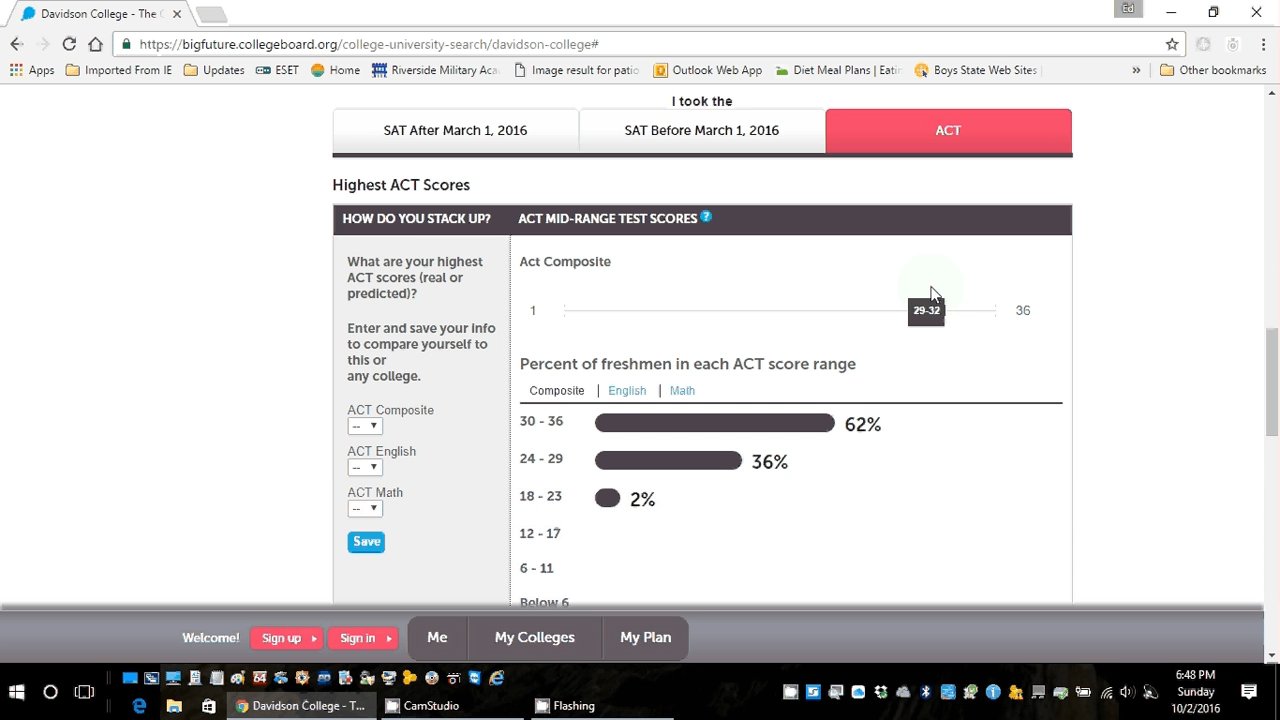 Davidson College - The C
Ed
https://bigfuture.collegeboard.org/college-university-search/davidson-college#
Apps Imported From IE Updates ESET Home Riverside Military Aca Image result for patio Outlook Web App Diet Meal Plans | Eatin Boys State Web Sites » Other bookmarks
I took the
SAT After March 1, 2016 SAT Before March 1, 2016 ACT
Highest ACT Scores
HOW DO YOU STACK UP? ACT MID-RANGE TEST SCORES ?
What are your highest
ACT scores (real or
predicted)?
Enter and save your info
to compare yourself to
this or
any college.
ACT Composite
--
ACT English
--
ACT Math
--
Save
Act Composite
1 29-32 36
Percent of freshmen in each ACT score range
Composite | English | Math
30 - 36 62%
24 - 29 36%
18 - 23 2%
12 - 17
6 - 11
Below 6
Welcome! Sign up Sign in Me My Colleges My Plan
6:48 PM
Sunday
10/2/2016
Davidson College - T... CamStudio Flashing